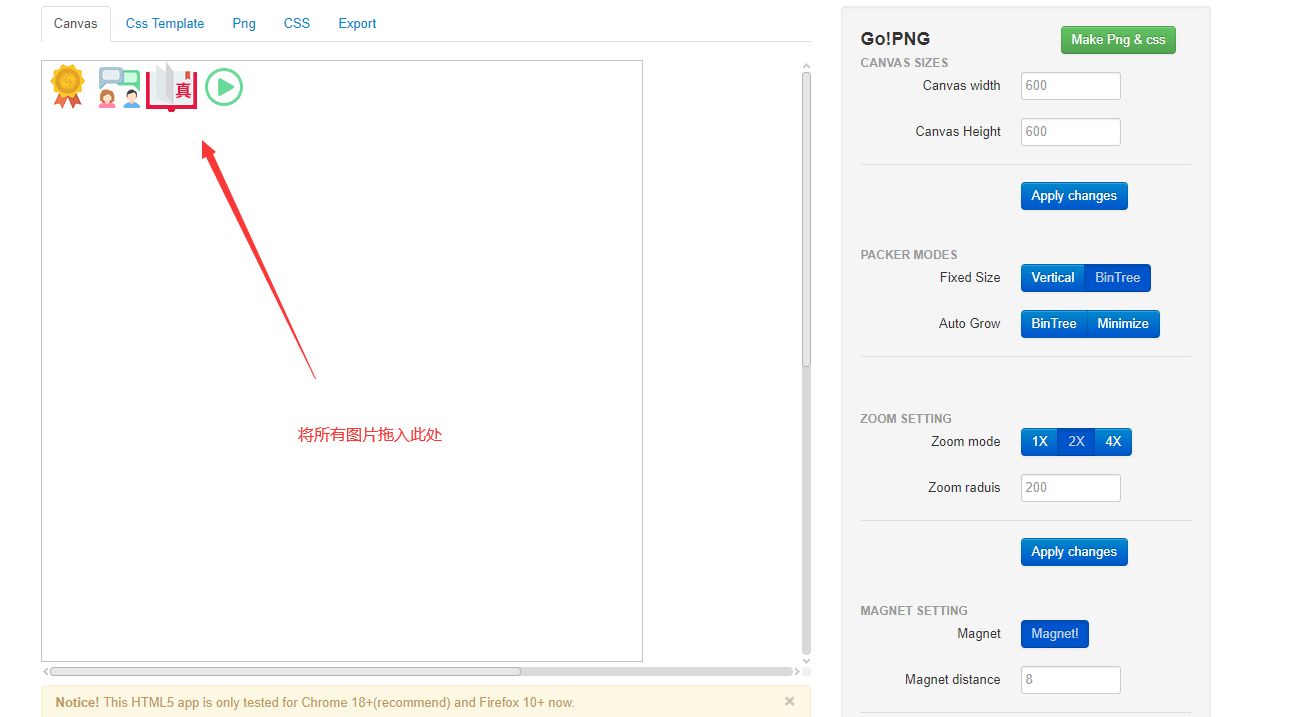 Canvas Css Template Png CSS Export
真
将所有图片拖入此处
Notice! This HTML5 app is only tested for Chrome 18+(recommend) and Firefox 10+ now. ×
Go!PNG Make Png & css
CANVAS SIZES
Canvas width 600
Canvas Height 600
Apply changes
PACKER MODES
Fixed Size Vertical BinTree
Auto Grow BinTree Minimize
ZOOM SETTING
Zoom mode 1X 2X 4X
Zoom raduis 200
Apply changes
MAGNET SETTING
Magnet Magnet!
Magnet distance 8